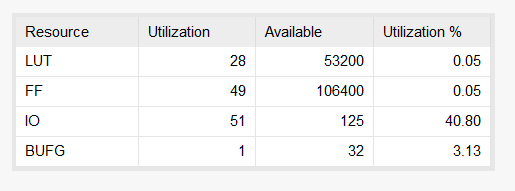 Resource Utilization Available Utilization %
LUT 28 53200 0.05
FF 49 106400 0.05
IO 51 125 40.80
BUFG 1 32 3.13